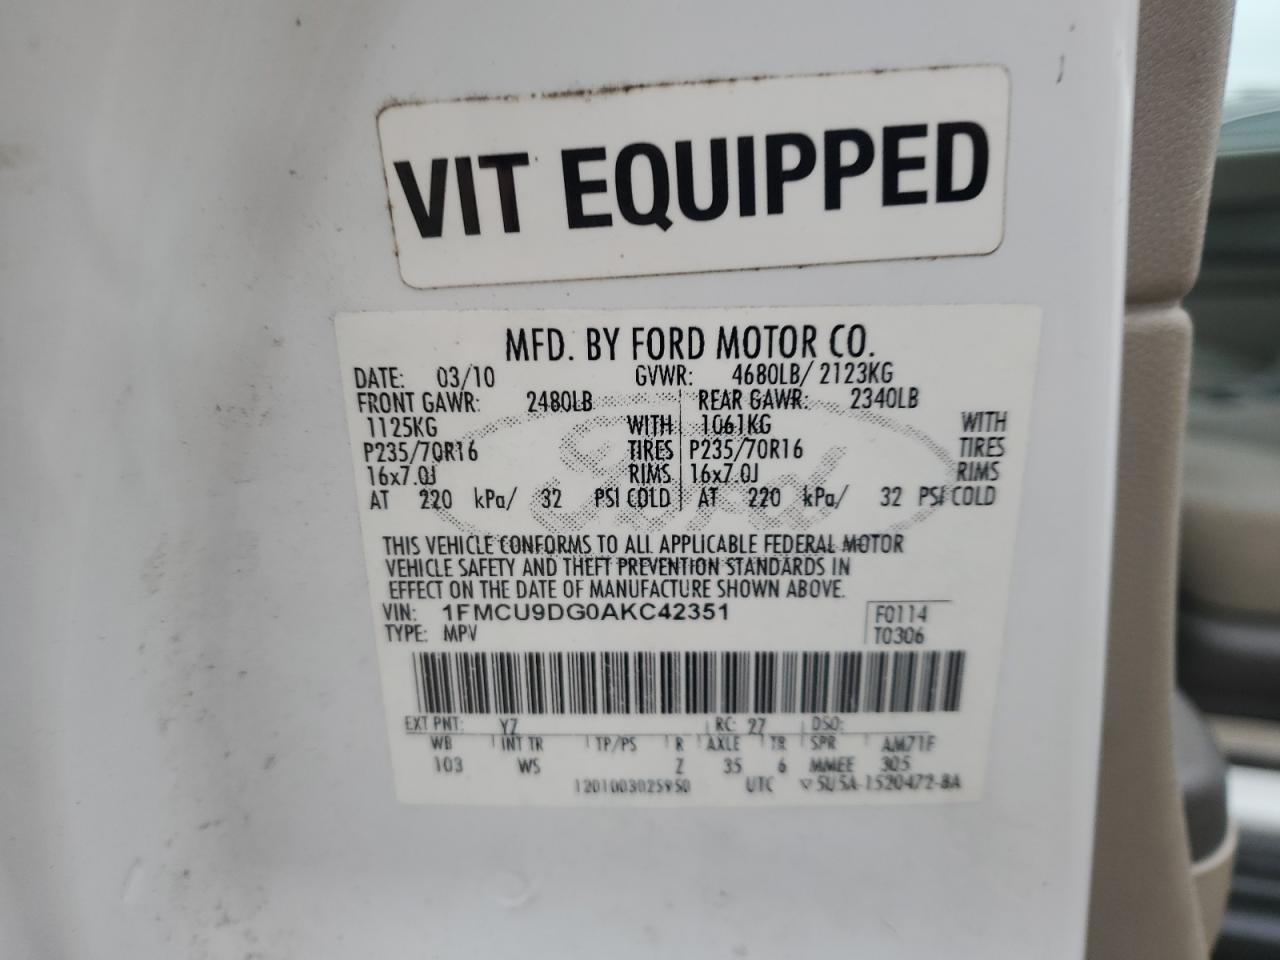 VIT EQUIPPED
MFD. BY FORD MOTOR CO.
DATE: 03/10 GVWR: 4680LB/ 2123KG
FRONT GAWR: 2480LB REAR GAWR: 2340LB
1125KG WITH 1061KG WITH
P235/70R16 TIRES P235/70R16 TIRES
16x7.0J RIMS 16x7.0J RIMS
AT 220 kPa/ 32 PSI COLD AT 220 kPa/ 32 PSI COLD
Ford
THIS VEHICLE CONFORMS TO ALL APPLICABLE FEDERAL MOTOR
VEHICLE SAFETY AND THEFT PREVENTION STANDARDS IN
EFFECT ON THE DATE OF MANUFACTURE SHOWN ABOVE.
VIN: 1FMCU9DG0AKC42351 F0114
TYPE: MPV T0306
EXT PNT: YZ RC: 27 DSO:
WB INT TR TP/PS R AXLE TR SPR AM71F
103 WS Z 35 6 MMEE 305
1201003025950 UTC ▽5U5A-1520472-BA